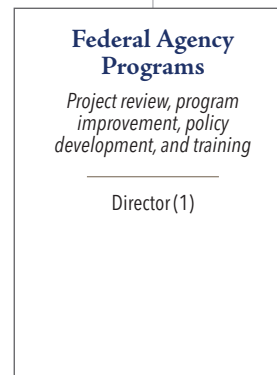 Federal Agency
Programs
Project review, program
improvement, policy
development, and training
Director (1)